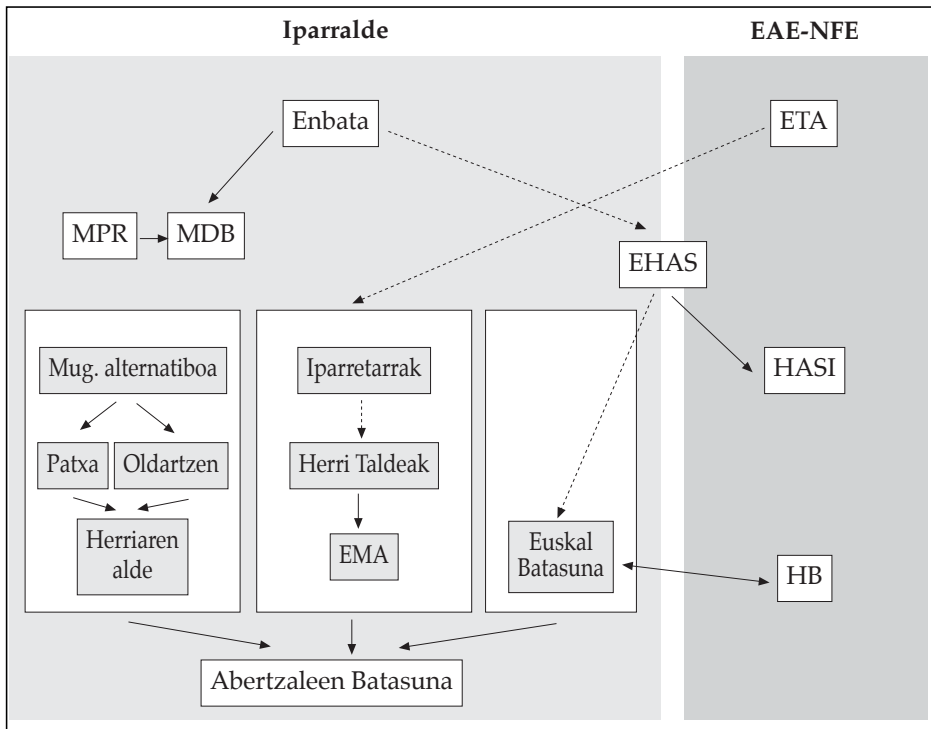 Iparralde
EAE-NFE
Enbata
ETA
MPR
MDB
EHAS
Mug. alternatiboa
Iparretarrak
HASI
Patxa
Oldartzen
Herri Taldeak
Herriaren
alde
EMA
Euskal
Batasuna
HB
Abertzaleen Batasuna